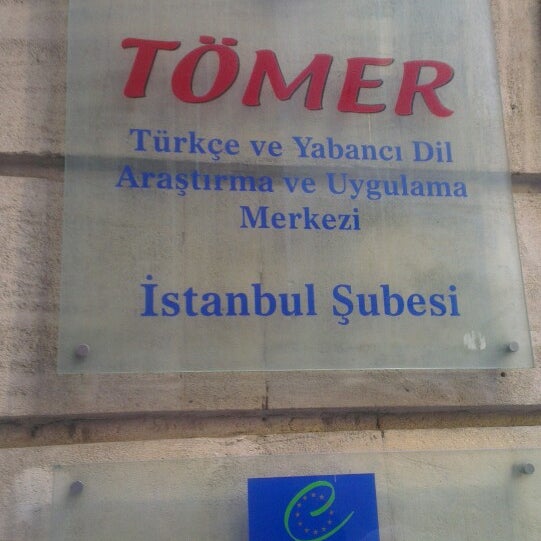 TÖMER
Türkçe ve Yabancı Dil
Araştırma ve Uygulama
Merkezi
İstanbul Şubesi